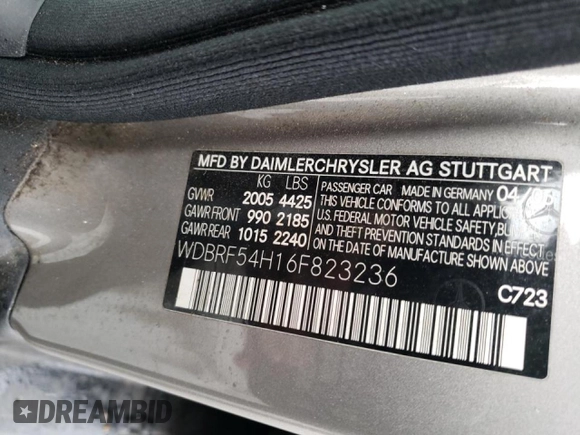 MFD BY DAIMLERCHRYSLER AG STUTTGART
KG LBS
GVWR 2005 4425
GAWR FRONT 990 2185
GAWR REAR 1015 2240
PASSENGER CAR MADE IN GERMANY
THIS VEHICLE CONFORMS TO ALL
U.S. FEDERAL MOTOR VEHICLE SAFETY, BU
AND THEFT PREVENTION STANDARDS
IN EFFECT ON THE DATE OF MANUFACTURE
WDBRF54H16F823236
C723
DREAMBID